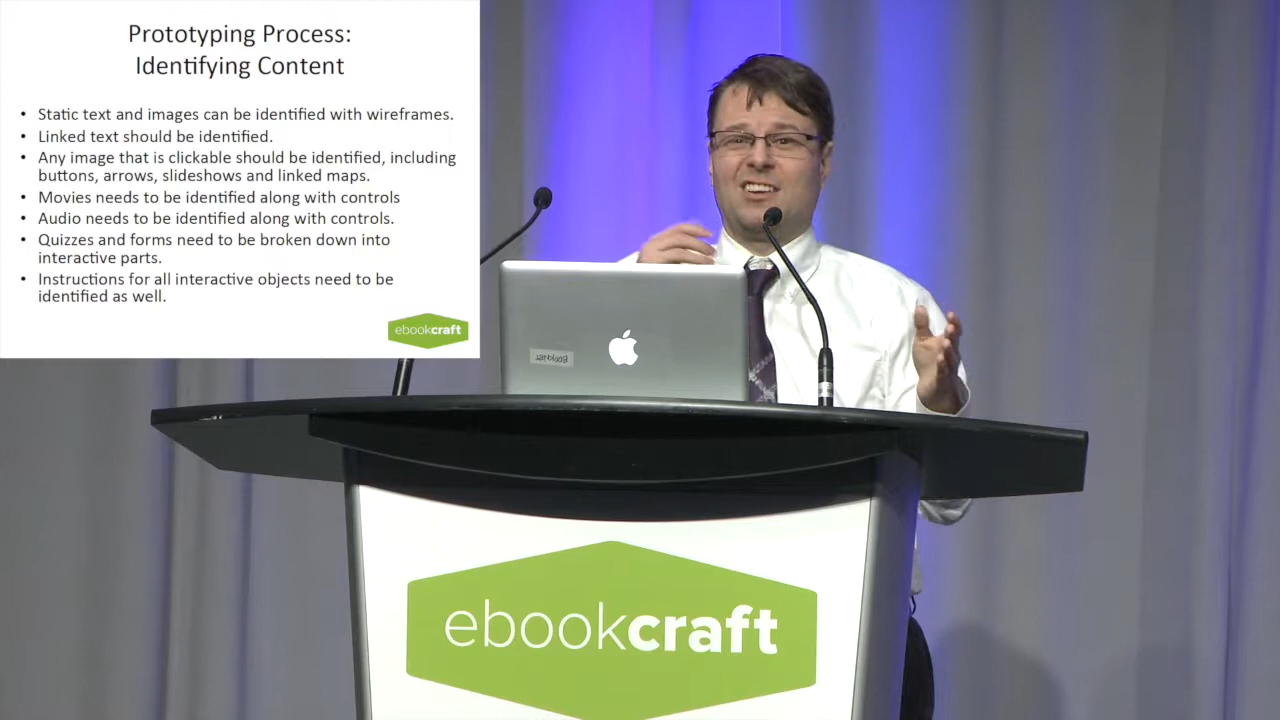 Prototyping Process:
Identifying Content
• Static text and images can be identified with wireframes.
• Linked text should be identified.
• Any image that is clickable should be identified, including
buttons, arrows, slideshows and linked maps.
• Movies needs to be identified along with controls
• Audio needs to be identified along with controls.
• Quizzes and forms need to be broken down into
interactive parts.
• Instructions for all interactive objects need to be
identified as well.
ebookcraft
ebookcraft